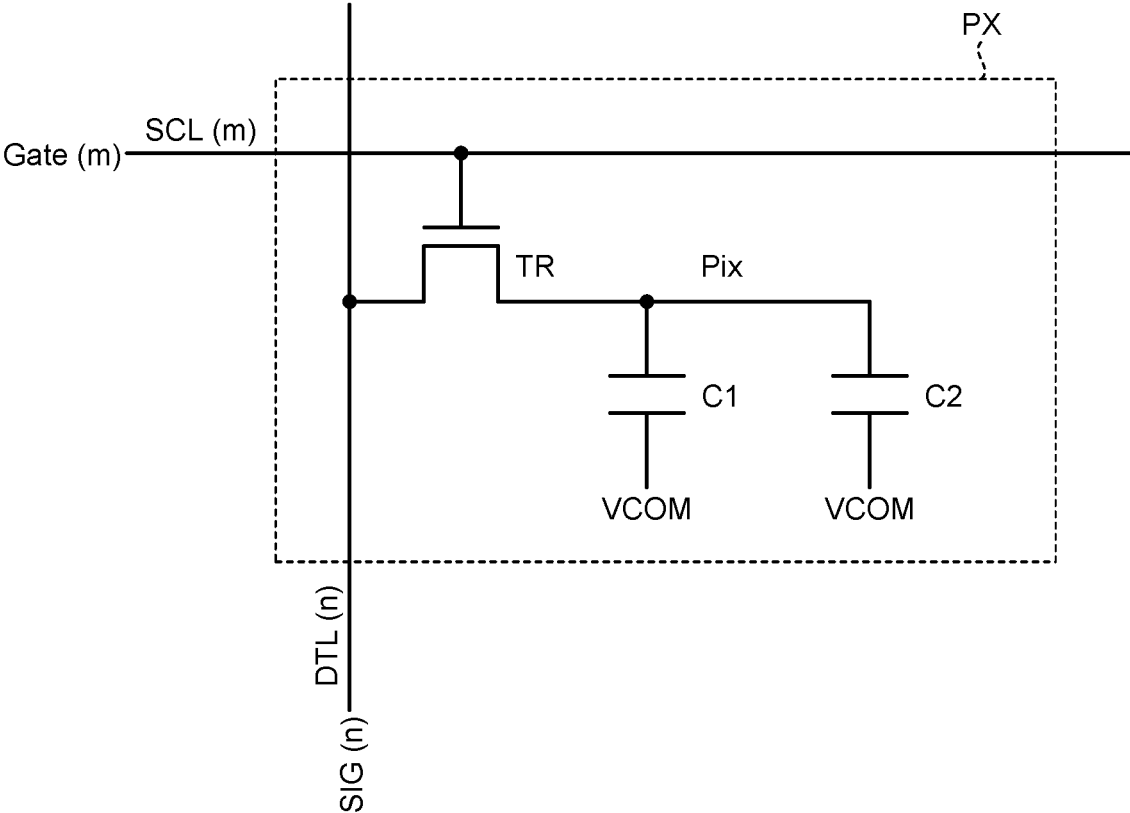 PX
SCL (m)
Gate (m)
TR
Pix
C1
C2
VCOM
VCOM
DTL (n)
SIG (n)